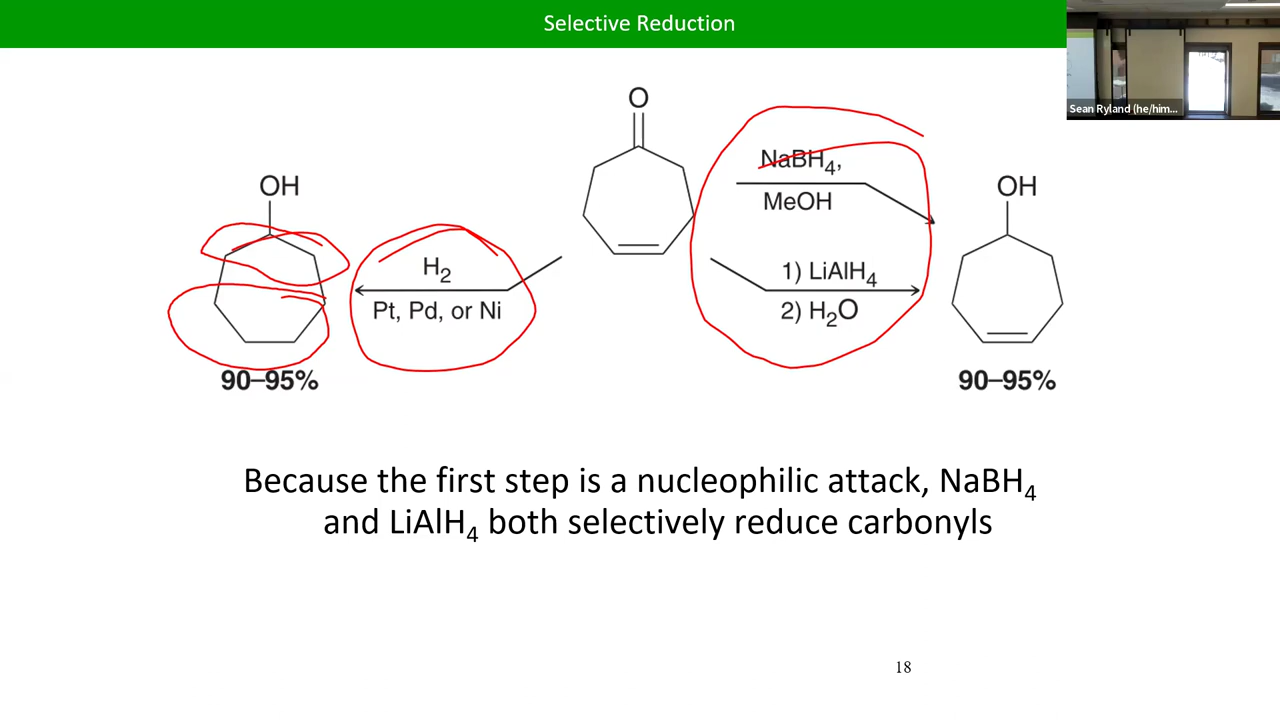 Selective Reduction
Sean Ryland (he/him...
O
OH
H2
Pt, Pd, or Ni
90–95%
NaBH4,
MeOH
1) LiAlH4
2) H2O
OH
90–95%
Because the first step is a nucleophilic attack, NaBH4
and LiAlH4 both selectively reduce carbonyls
18